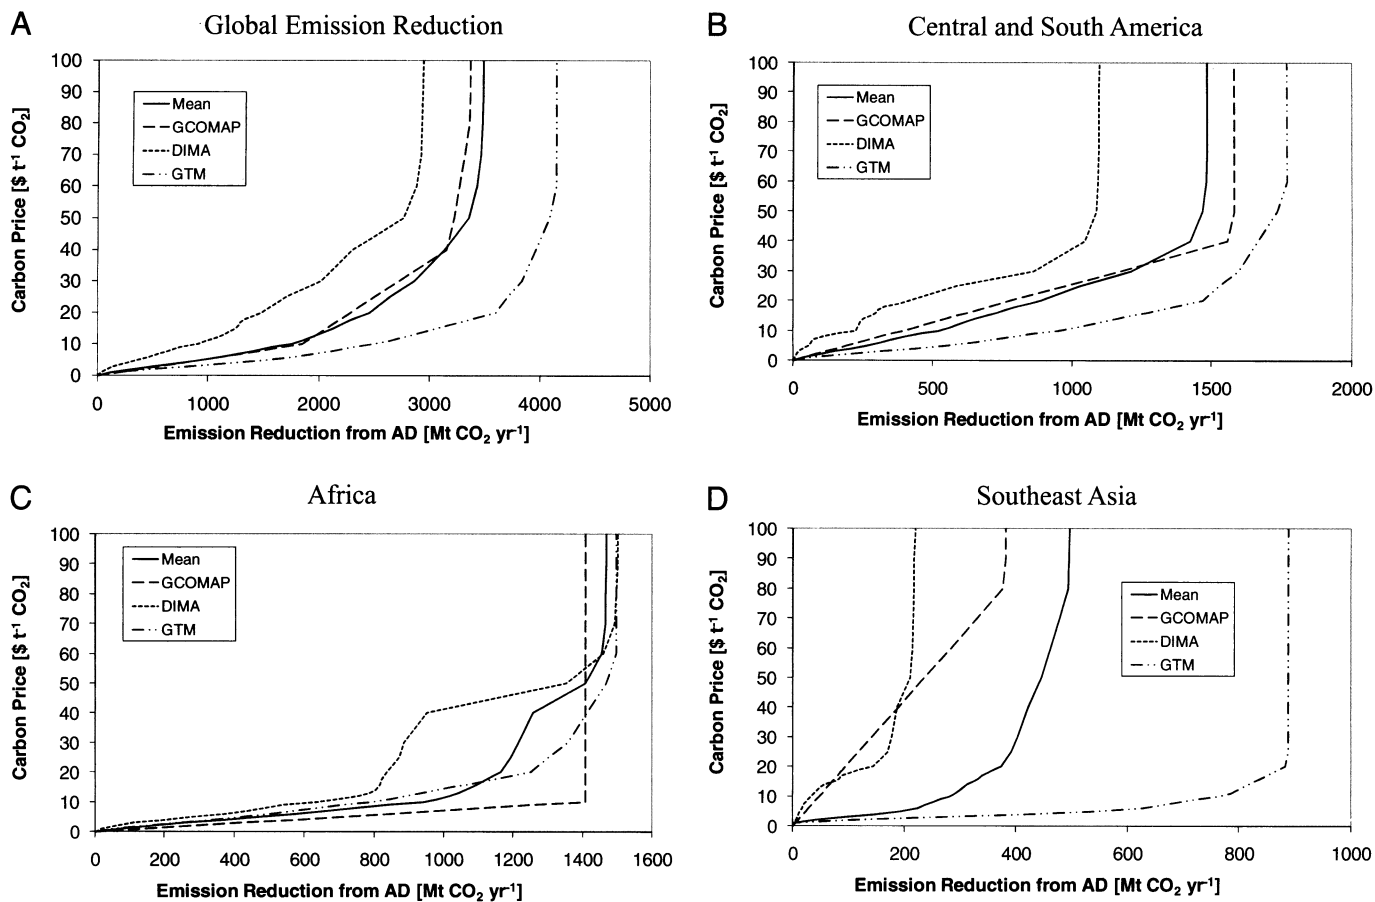 A
Global Emission Reduction
Carbon Price [$ t⁻¹ CO₂]
100
90
80
70
60
50
40
30
20
10
0
Mean
GCOMAP
DIMA
GTM
0 1000 2000 3000 4000 5000
Emission Reduction from AD [Mt CO₂ yr⁻¹]
B
Central and South America
Carbon Price [$ t⁻¹ CO₂]
100
90
80
70
60
50
40
30
20
10
0
Mean
GCOMAP
DIMA
GTM
0 500 1000 1500 2000
Emission Reduction from AD [Mt CO₂ yr⁻¹]
C
Africa
Carbon Price [$ t⁻¹ CO₂]
100
90
80
70
60
50
40
30
20
10
0
Mean
GCOMAP
DIMA
GTM
0 200 400 600 800 1000 1200 1400 1600
Emission Reduction from AD [Mt CO₂ yr⁻¹]
D
Southeast Asia
Carbon Price [$ t⁻¹ CO₂]
100
90
80
70
60
50
40
30
20
10
0
Mean
GCOMAP
DIMA
GTM
0 200 400 600 800 1000
Emission Reduction from AD [Mt CO₂ yr⁻¹]